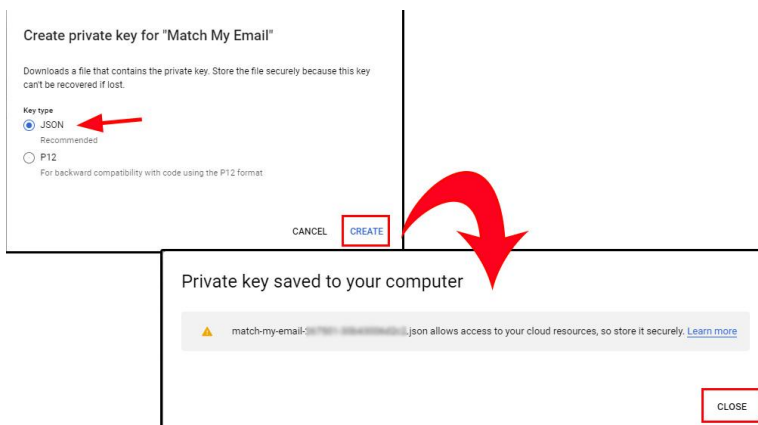 Create private key for "Match My Email"
Downloads a file that contains the private key. Store the file securely because this key
can't be recovered if lost.
Key type
JSON
Recommended
P12
For backward compatibility with code using the P12 format
CANCEL CREATE
Private key saved to your computer
match-my-email- .json allows access to your cloud resources, so store it securely. Learn more
CLOSE